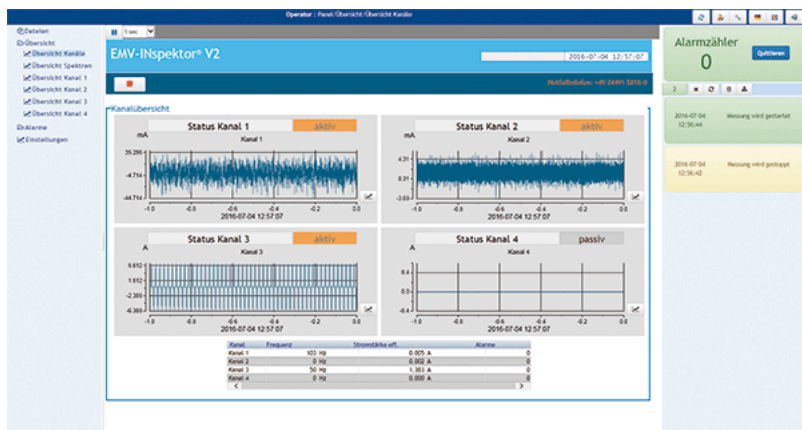 Operator : Panel/Übersicht/Übersicht Kanäle
Dateien
Übersicht
Übersicht Kanäle
Übersicht Spektren
Übersicht Kanal 1
Übersicht Kanal 2
Übersicht Kanal 3
Übersicht Kanal 4
Alarme
Einstellungen
1 sec
EMV-INspektor® V2
2016-07-04 12:57:07
Kanalübersicht
Status Kanal 1 aktiv
mA
Kanal 1
35.286
-4.714
-44.714
-1.0 -0.8 -0.6 -0.4 -0.2 0.0
2016-07-04 12:57:07
Status Kanal 2 aktiv
mA
Kanal 2
4.31
0.31
-3.69
-1.0 -0.8 -0.6 -0.4 -0.2 0.0
2016-07-04 12:57:07
Status Kanal 3 aktiv
A
Kanal 3
5.612
1.612
-2.388
-6.388
-1.0 -0.8 -0.6 -0.4 -0.2 0.0
2016-07-04 12:57:07
Status Kanal 4 passiv
A
Kanal 4
0.4
0.0
-0.4
-1.0 -0.8 -0.6 -0.4 -0.2 0.0
2016-07-04 12:57:07
Kanal Frequenz Stromstärke eff. Alarme
Kanal 1 103 Hz 0.005 A 0
Kanal 2 0 Hz 0.002 A 0
Kanal 3 50 Hz 1.383 A 0
Kanal 4 0 Hz 0.000 A 0
Alarmzähler
0
Quittieren
2
2016-07-04 Messung wird gestartet
12:56:44
2016-07-04 Messung wird gestoppt
12:56:42